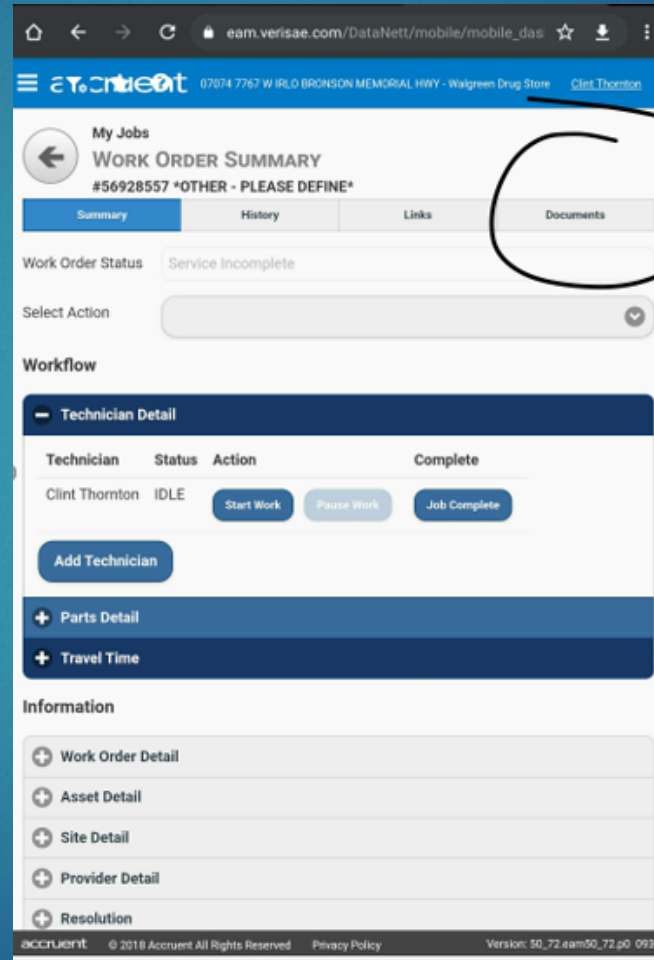 eam.verisae.com/DataNett/mobile/mobile_das
07074 7767 W IRLO BRONSON MEMORIAL HWY - Walgreen Drug Store Clint Thornton
My Jobs
WORK ORDER SUMMARY
#56928557 *OTHER - PLEASE DEFINE*
Summary History Links Documents
Work Order Status Service Incomplete
Select Action
Workflow
Technician Detail
Technician Status Action Complete
Clint Thornton IDLE Start Work Pause Work Job Complete
Add Technician
Parts Detail
Travel Time
Information
Work Order Detail
Asset Detail
Site Detail
Provider Detail
Resolution
accruent © 2018 Accruent All Rights Reserved Privacy Policy Version: 50_72.eam50_72.p0 093